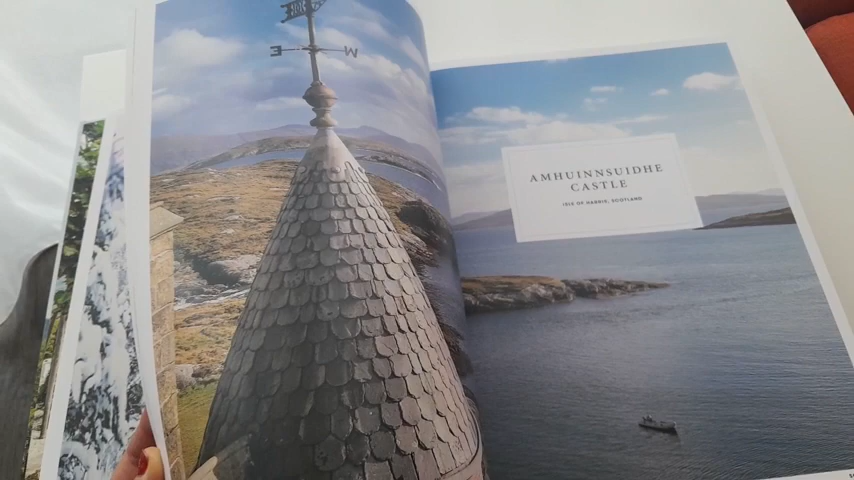 E W
AMHUINNSUIDHE
CASTLE
ISLE OF HARRIS, SCOTLAND